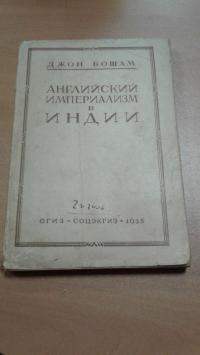 ДЖОН БОШАМ
АНГЛИЙСКИЙ
ИМПЕРИАЛИЗМ
В
ИНДИИ
ОГИЗ - СОЦЭКГИЗ - 1935